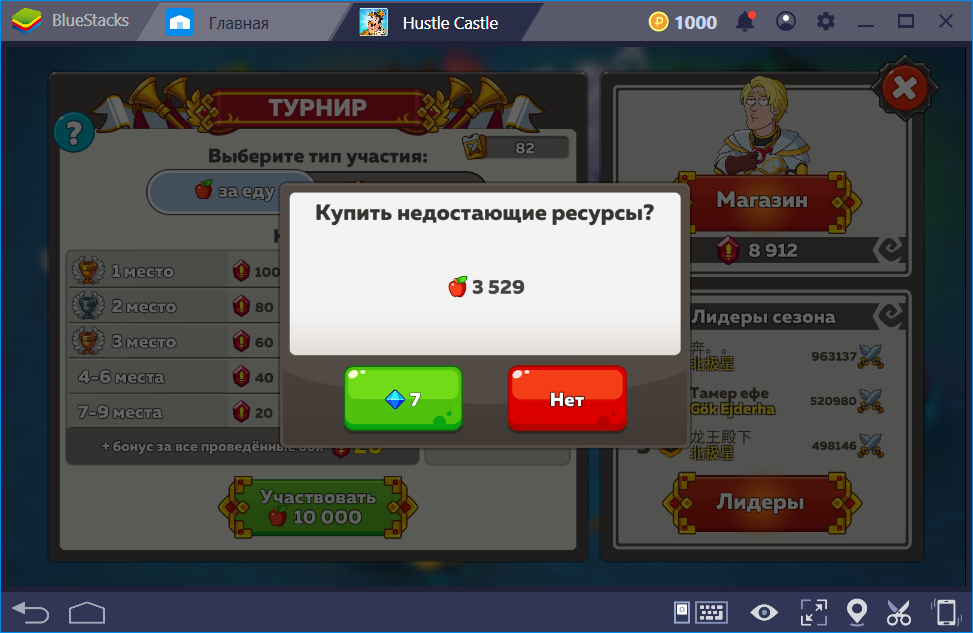 BlueStacks
Главная
Hustle Castle
1000
ТУРНИР
?
Выберите тип участия:
82
за еду
Магазин
8 912
1 место 100
2 место 80
3 место 60
4-6 места 40
7-9 места 20
+ бонус за все проведённые бои 20
Участвовать
10 000
Купить недостающие ресурсы?
3 529
7
Нет
Лидеры сезона
奔。。
北极星
963137
Тамер ефе
Gök Ejderha
520980
龙王殿下
北极星
498146
Лидеры